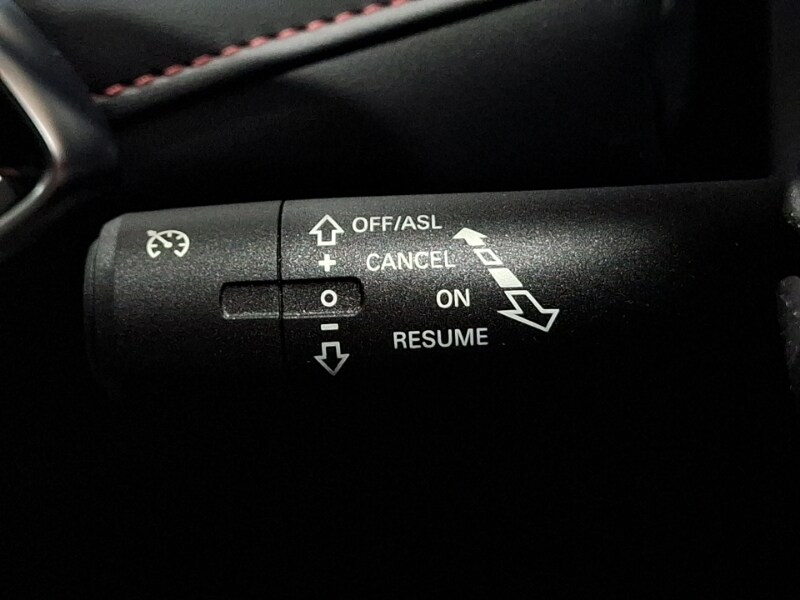 OFF/ASL
+ CANCEL
O ON
- RESUME